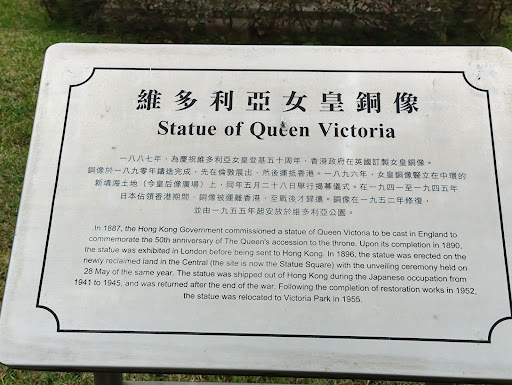 維多利亞女皇銅像
Statue of Queen Victoria
一八八七年，為慶祝維多利亞女皇登基五十周年，香港政府在英國訂製女皇銅像。
銅像於一八九零年鑄造完成，先在倫敦展出，然後運抵香港。一八九六年，女皇銅像豎立在中環的
新填海土地（今皇后像廣場）上，同年五月二十八日舉行揭幕儀式。在一九四一至一九四五年
日本佔領香港期間，銅像被運離香港，至戰後才歸還。銅像在一九五二年修復，
並由一九五五年起安放於維多利亞公園。
In 1887, the Hong Kong Government commissioned a statue of Queen Victoria to be cast in England to
commemorate the 50th anniversary of The Queen's accession to the throne. Upon its completion in 1890,
the statue was exhibited in London before being sent to Hong Kong. In 1896, the statue was erected on the
newly reclaimed land in the Central (the site is now the Statue Square) with the unveiling ceremony held on
28 May of the same year. The statue was shipped out of Hong Kong during the Japanese occupation from
1941 to 1945, and was returned after the end of the war. Following the completion of restoration works in 1952,
the statue was relocated to Victoria Park in 1955.